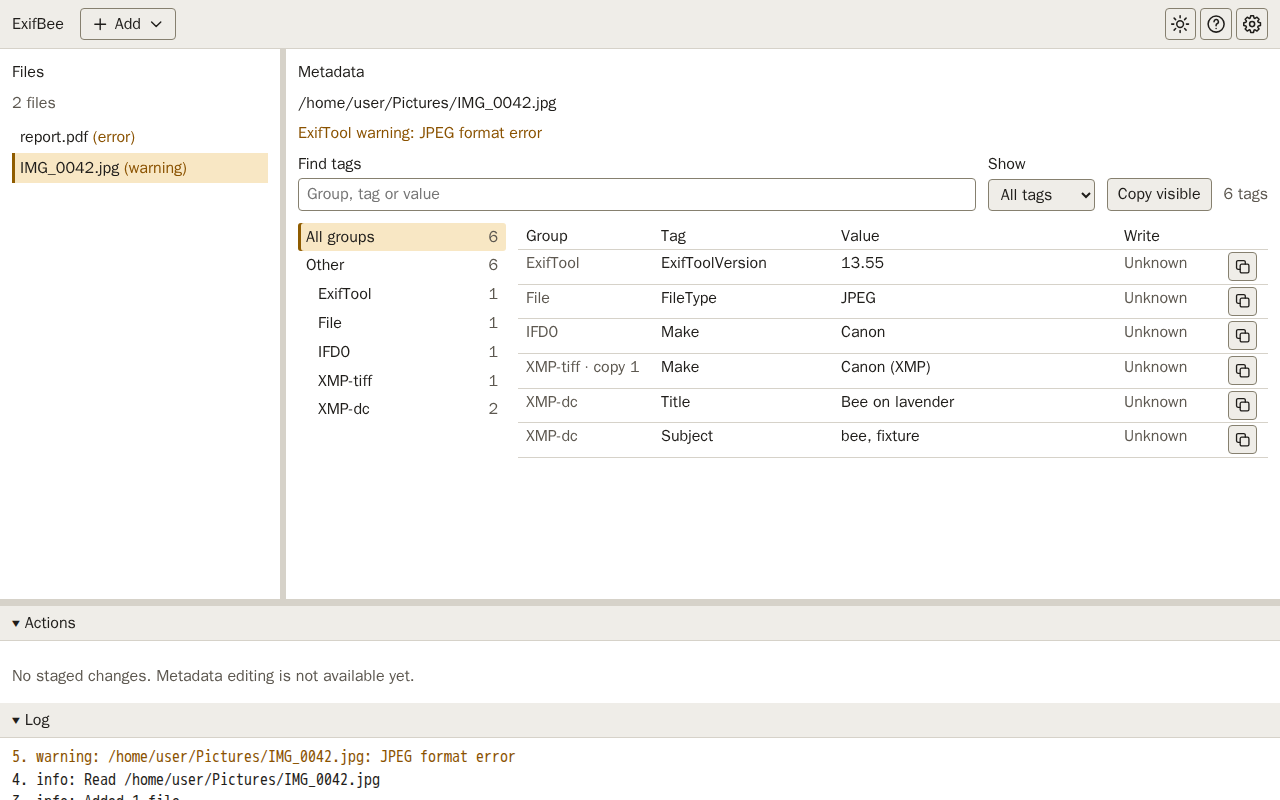 ExifBee
Add
Files
2 files
report.pdf (error)
IMG_0042.jpg (warning)
Metadata
/home/user/Pictures/IMG_0042.jpg
ExifTool warning: JPEG format error
Find tags
Show
Group, tag or value
All tags
Copy visible
6 tags
All groups 6
Other 6
ExifTool 1
File 1
IFD0 1
XMP-tiff 1
XMP-dc 2
Group Tag Value Write
ExifTool ExifToolVersion 13.55 Unknown
File FileType JPEG Unknown
IFD0 Make Canon Unknown
XMP-tiff · copy 1 Make Canon (XMP) Unknown
XMP-dc Title Bee on lavender Unknown
XMP-dc Subject bee, fixture Unknown
Actions
No staged changes. Metadata editing is not available yet.
Log
5. warning: /home/user/Pictures/IMG_0042.jpg: JPEG format error
4. info: Read /home/user/Pictures/IMG_0042.jpg
3. info: Added 1 file